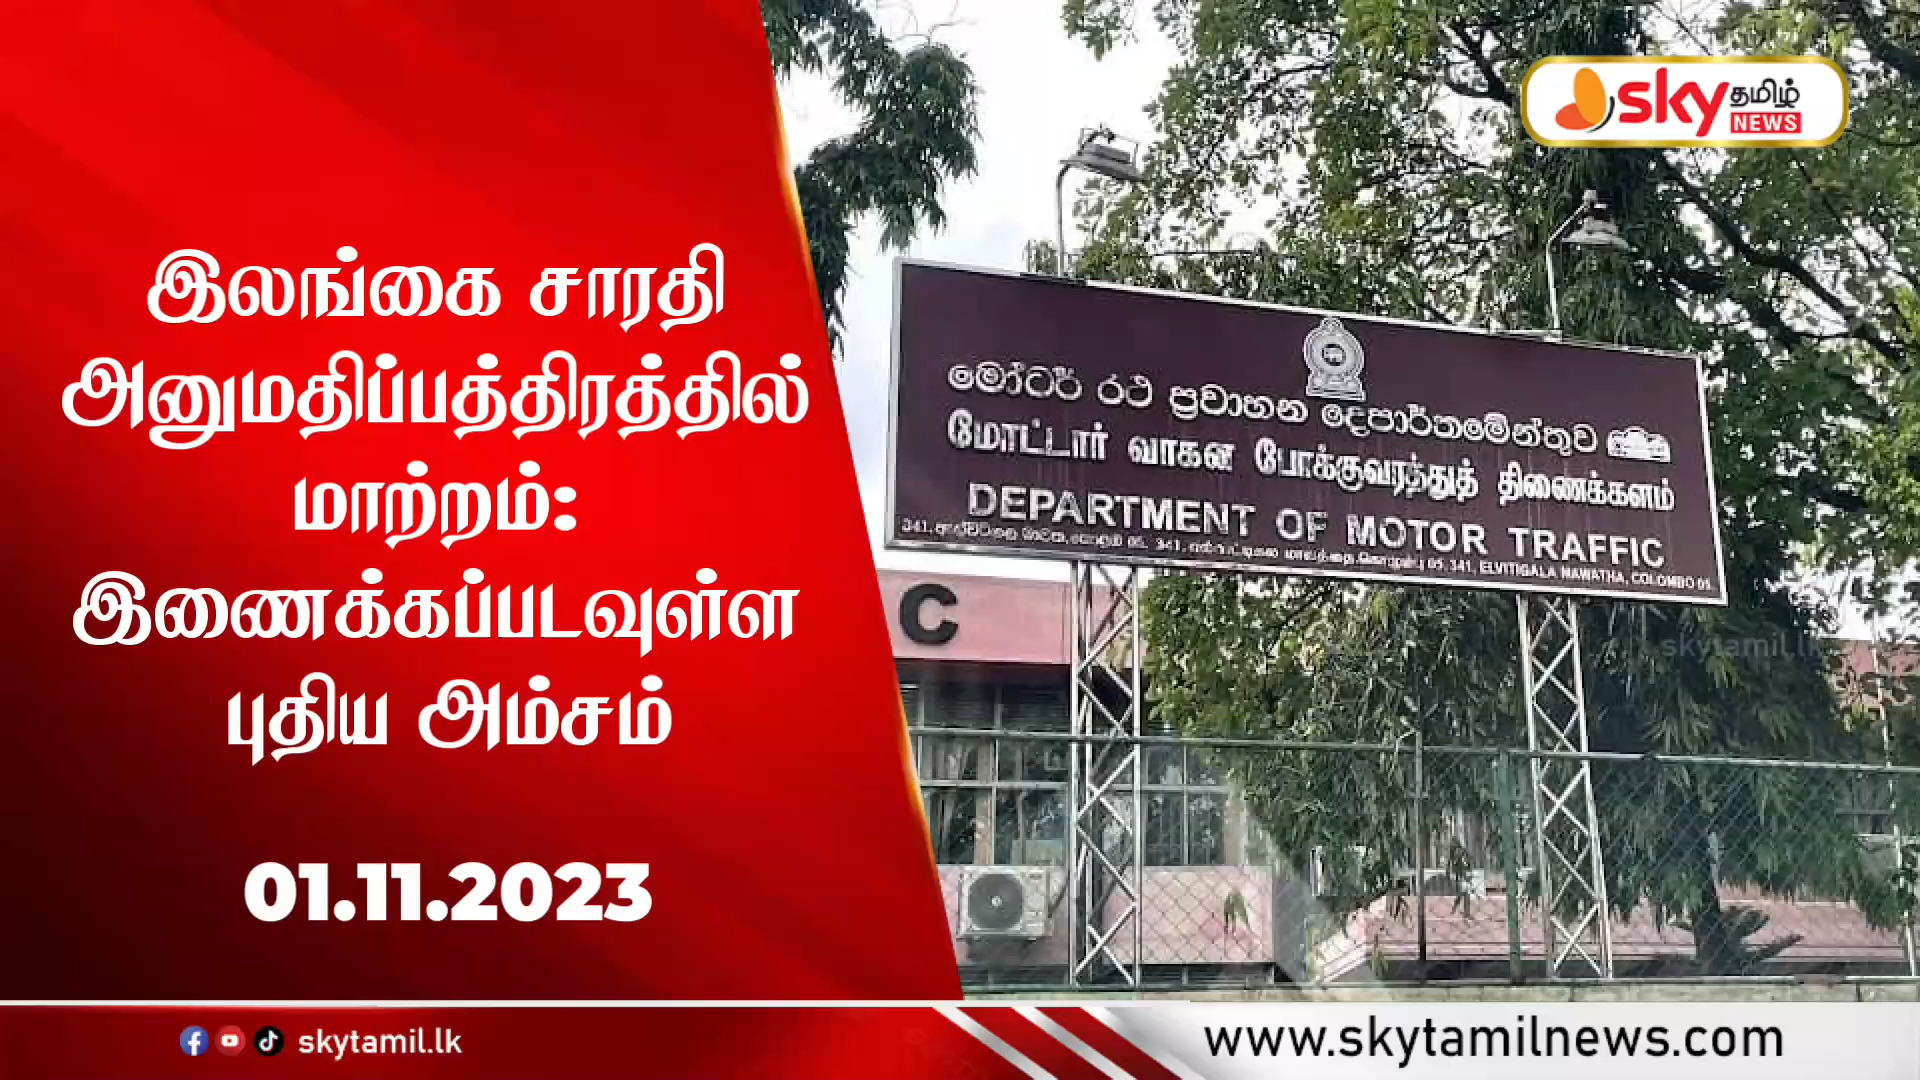 இலங்கை சாரதி
அனுமதிப்பத்திரத்தில்
மாற்றம்:
இணைக்கப்படவுள்ள
புதிய அம்சம்
01.11.2023
sky தமிழ்
NEWS
මෝටර් රථ ප්‍රවාහන දෙපාර්තමේන්තුව
மோட்டார் வாகன போக்குவரத்துத் திணைக்களம்
DEPARTMENT OF MOTOR TRAFFIC
341, ELVITIGALA MAWATHA, COLOMBO 05.
C
skytamil.lk
skytamil.lk
www.skytamilnews.com